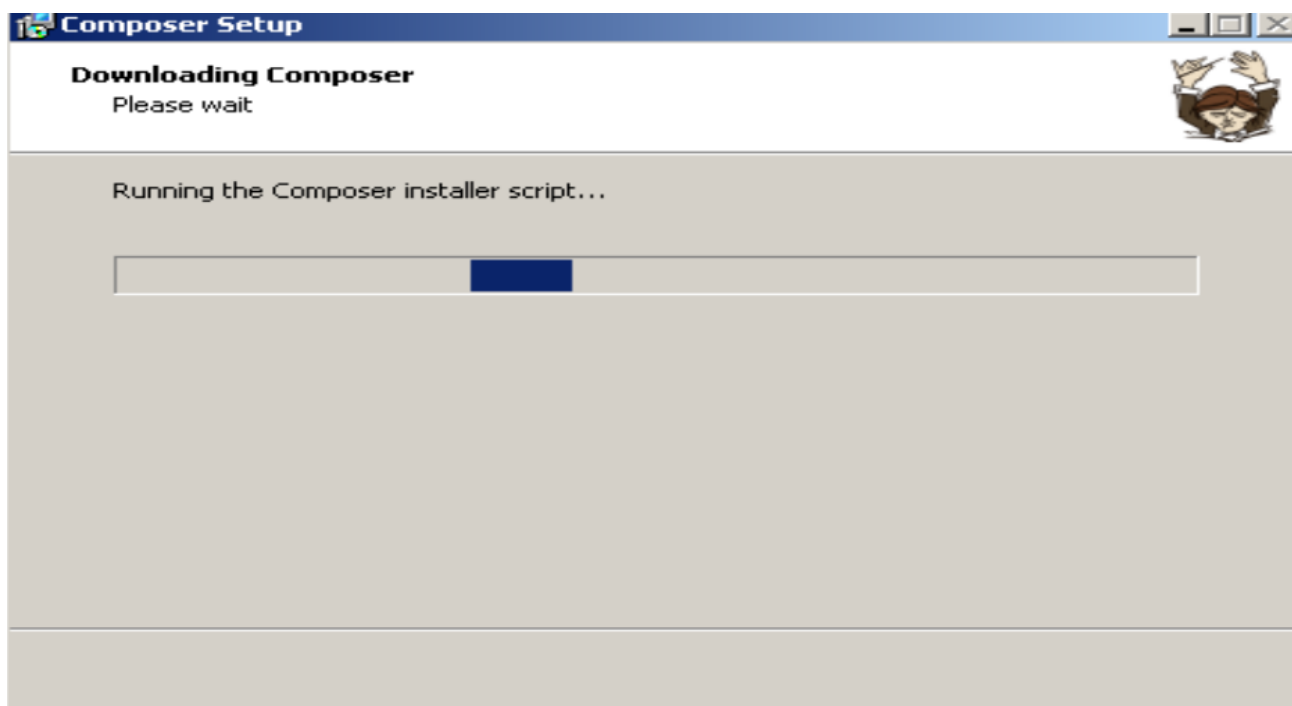 Composer Setup
Downloading Composer
Please wait
Running the Composer installer script...